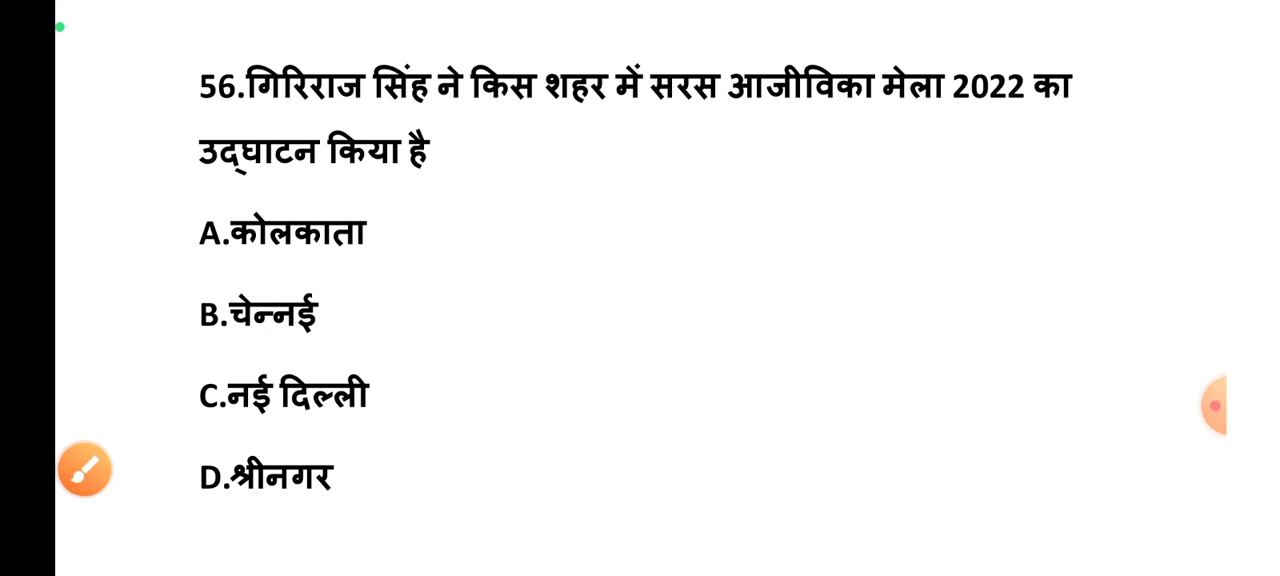 56.गिरिराज सिंह ने किस शहर में सरस आजीविका मेला 2022 का
उद्घाटन किया है
A.कोलकाता
B.चेन्नई
C.नई दिल्ली
D.श्रीनगर